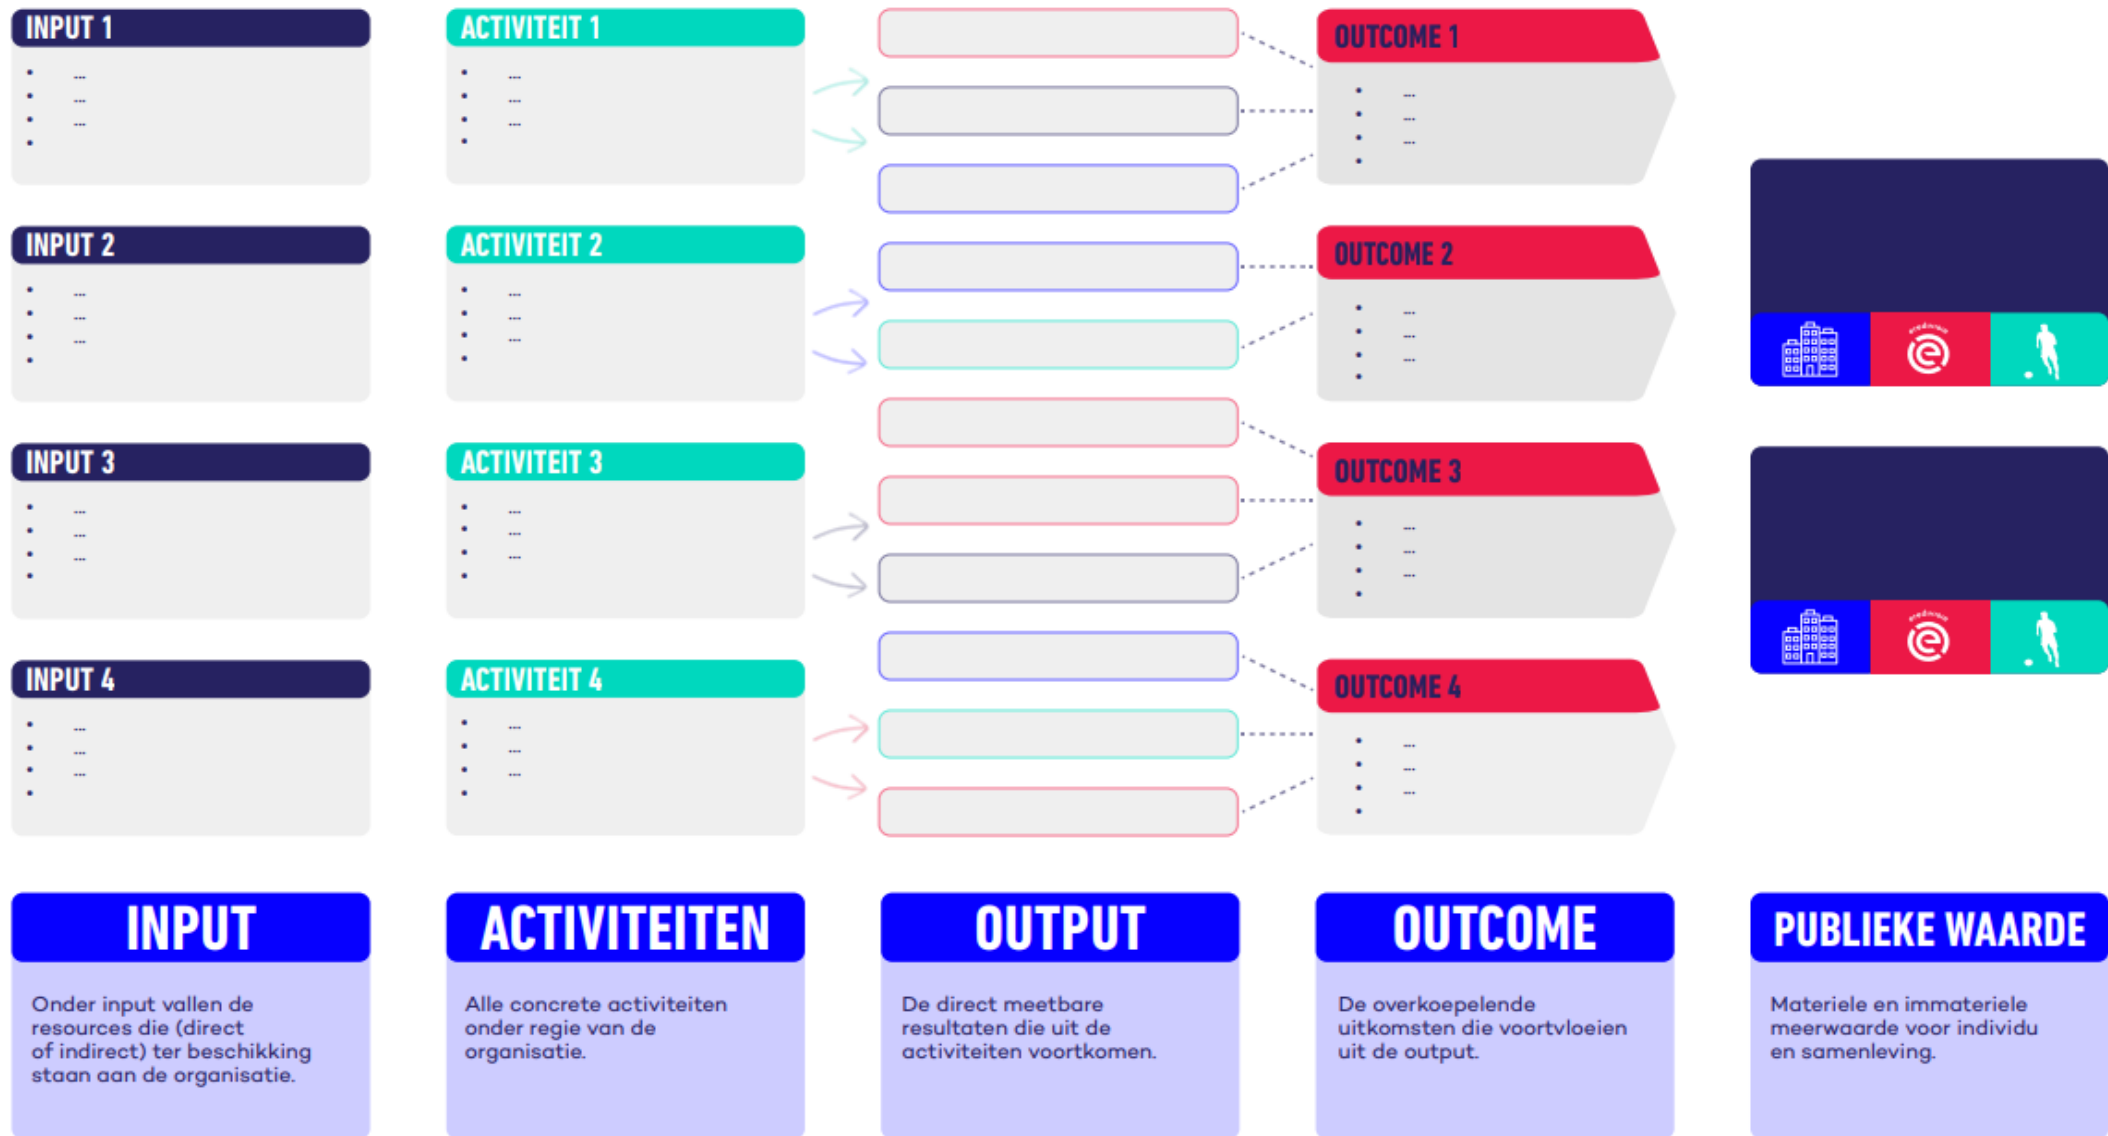 INPUT 1
• ...
• ...
• ...
•
ACTIVITEIT 1
• ...
• ...
• ...
•
OUTCOME 1
• ...
• ...
• ...
•
INPUT 2
• ...
• ...
• ...
•
ACTIVITEIT 2
• ...
• ...
• ...
•
OUTCOME 2
• ...
• ...
• ...
•
INPUT 3
• ...
• ...
• ...
•
ACTIVITEIT 3
• ...
• ...
• ...
•
OUTCOME 3
• ...
• ...
• ...
•
INPUT 4
• ...
• ...
• ...
•
ACTIVITEIT 4
• ...
• ...
• ...
•
OUTCOME 4
• ...
• ...
• ...
•
eredivisie
eredivisie
INPUT
Onder input vallen de
resources die (direct
of indirect) ter beschikking
staan aan de organisatie.
ACTIVITEITEN
Alle concrete activiteiten
onder regie van de
organisatie.
OUTPUT
De direct meetbare
resultaten die uit de
activiteiten voortkomen.
OUTCOME
De overkoepelende
uitkomsten die voortvloeien
uit de output.
PUBLIEKE WAARDE
Materiele en immateriele
meerwaarde voor individu
en samenleving.